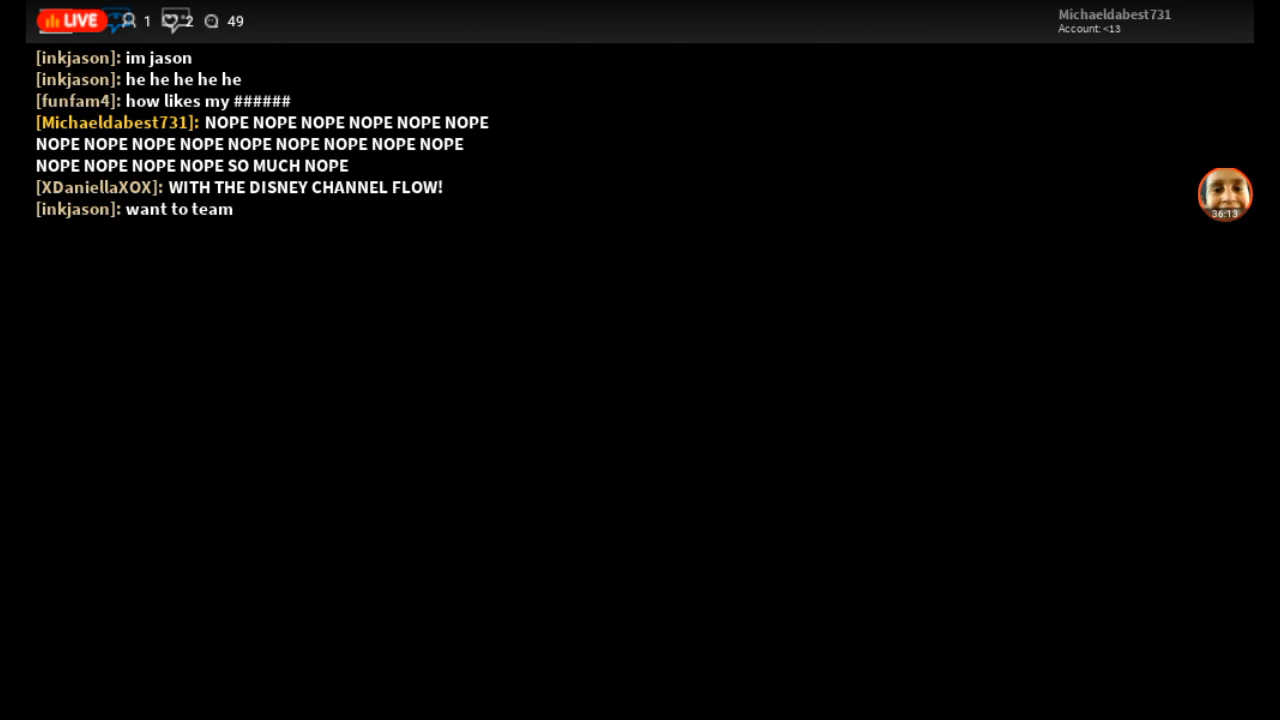 LIVE 1 2 49
Michaeldabest731
Account: <13
[inkjason]: im jason
[inkjason]: he he he he he
[funfam4]: how likes my ######
[Michaeldabest731]: NOPE NOPE NOPE NOPE NOPE NOPE
NOPE NOPE NOPE NOPE NOPE NOPE NOPE NOPE NOPE
NOPE NOPE NOPE NOPE SO MUCH NOPE
[XDaniellaXOX]: WITH THE DISNEY CHANNEL FLOW!
[inkjason]: want to team
36:13